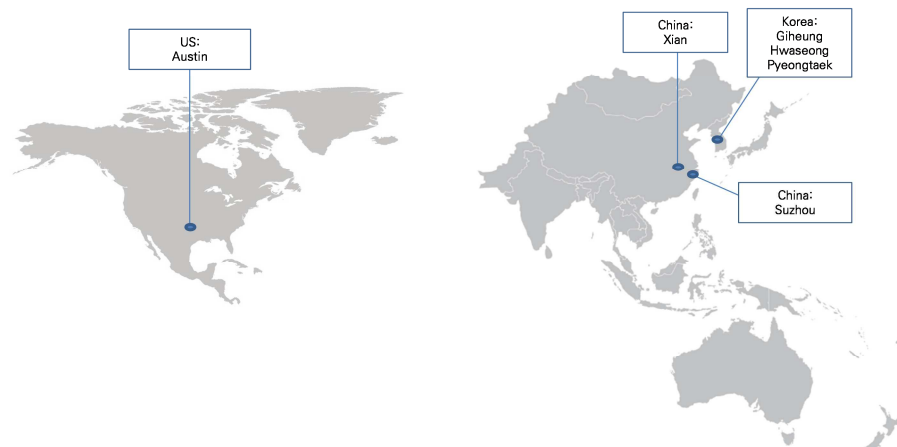 US:
Austin
China:
Xian
Korea:
Giheung
Hwaseong
Pyeongtaek
China:
Suzhou